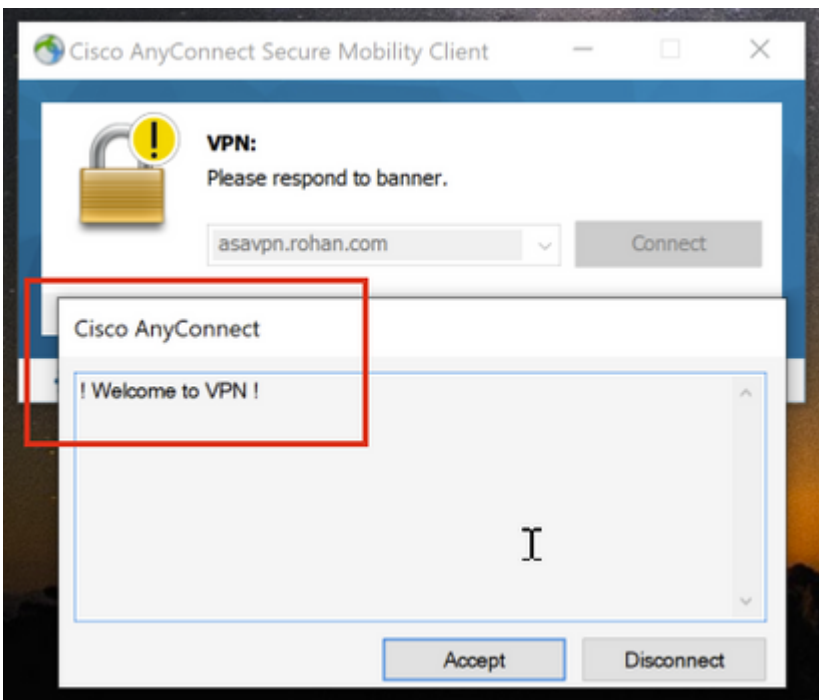 Cisco AnyConnect Secure Mobility Client
VPN:
Please respond to banner.
asavpn.rohan.com
Connect
Cisco AnyConnect
! Welcome to VPN !
Accept
Disconnect